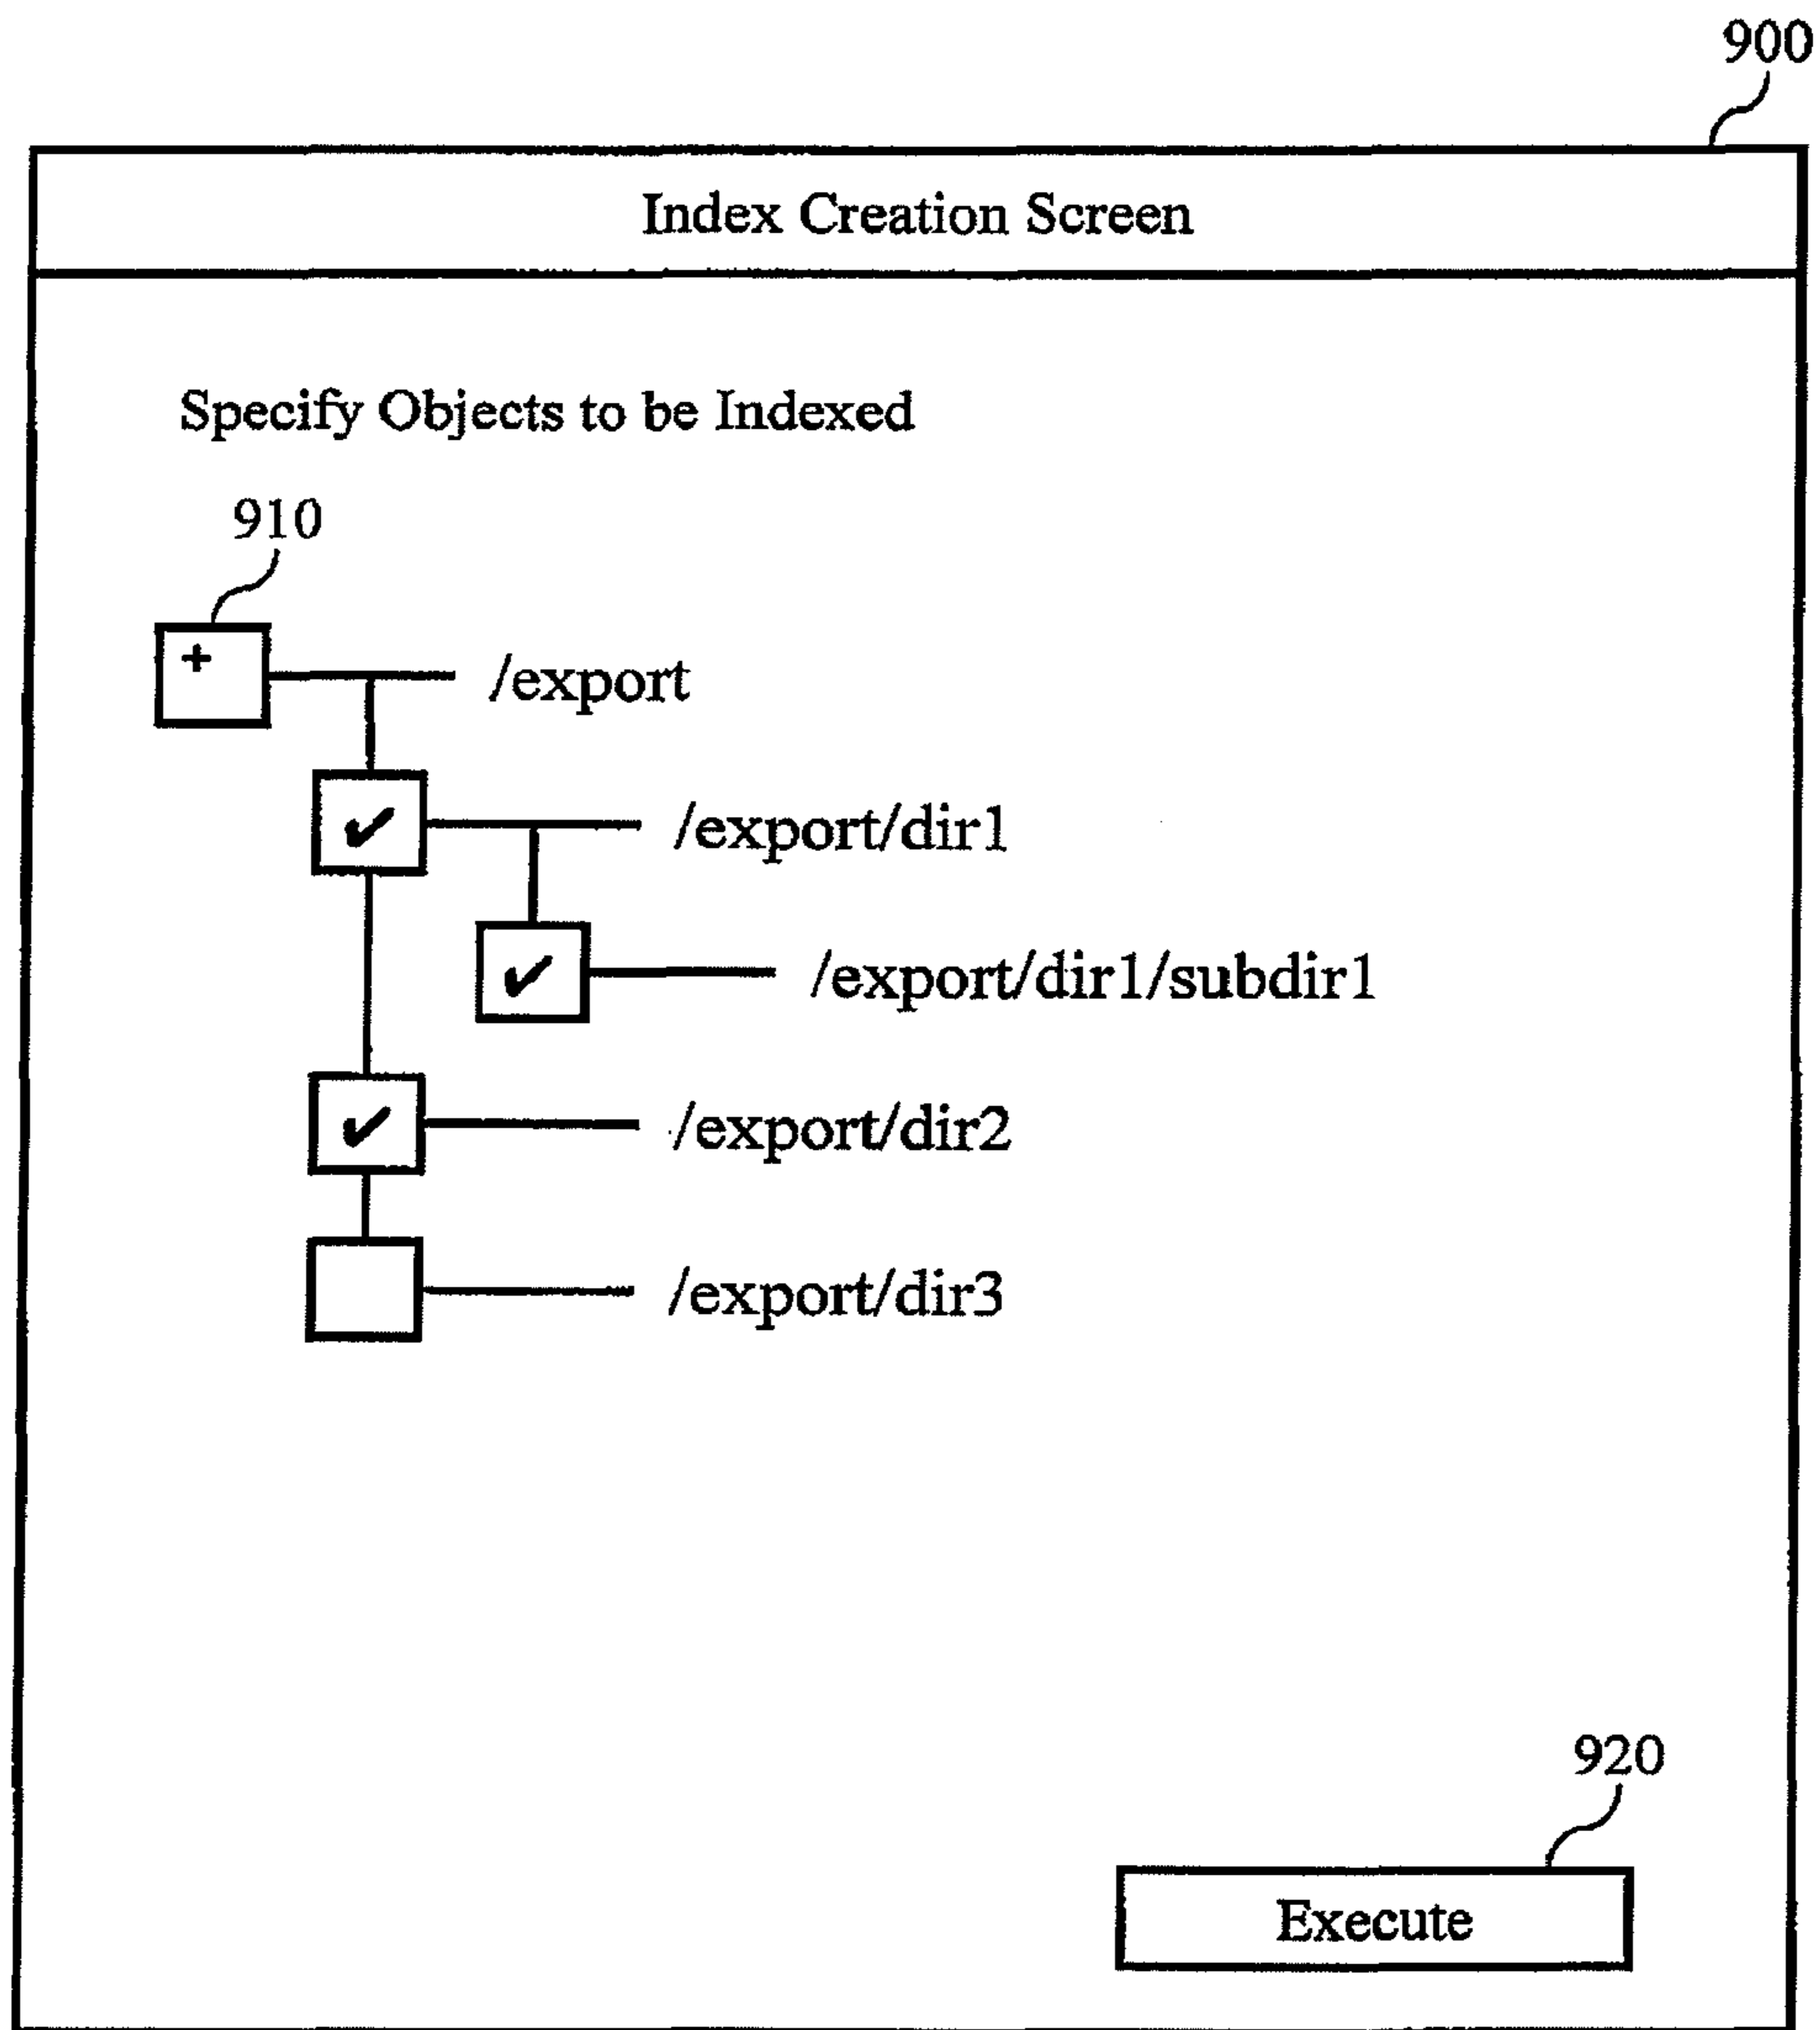 900
Index Creation Screen
Specify Objects to be Indexed
910
+
/export
✔
/export/dir1
✔
/export/dir1/subdir1
✔
/export/dir2
/export/dir3
920
Execute